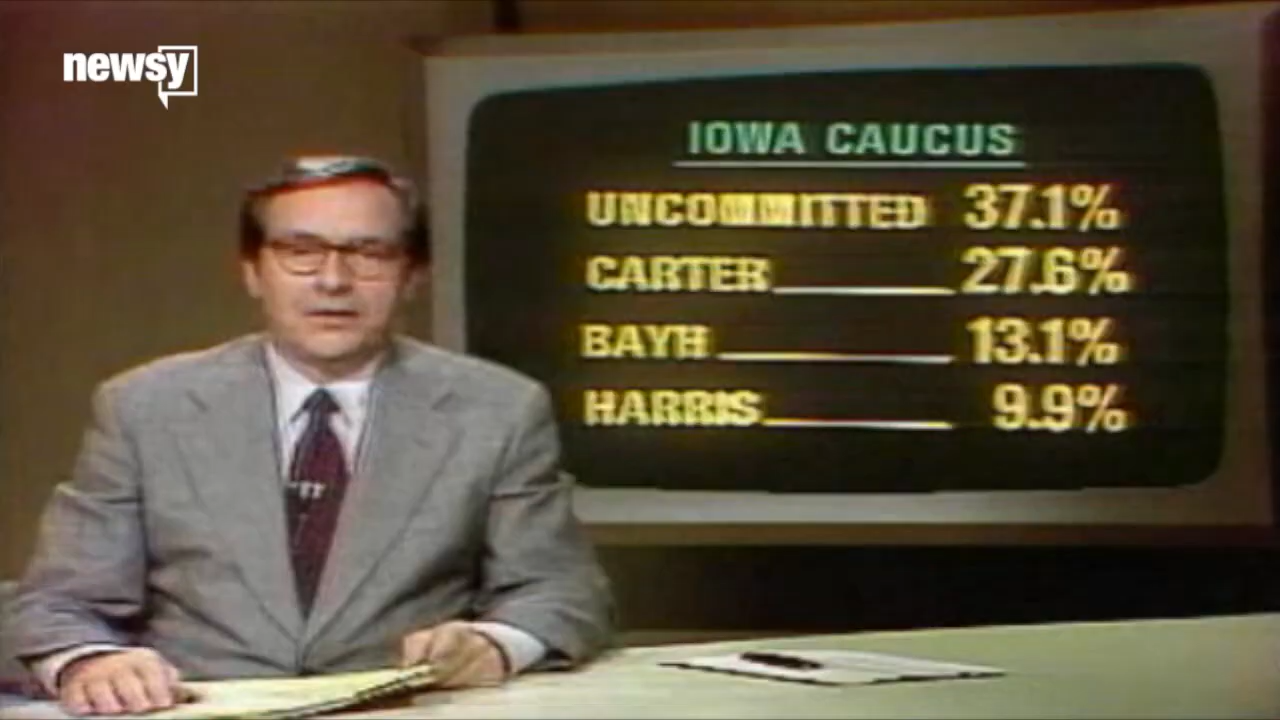 newsy
IOWA CAUCUS
UNCOMMITTED 37.1%
CARTER 27.6%
BAYH 13.1%
HARRIS 9.9%